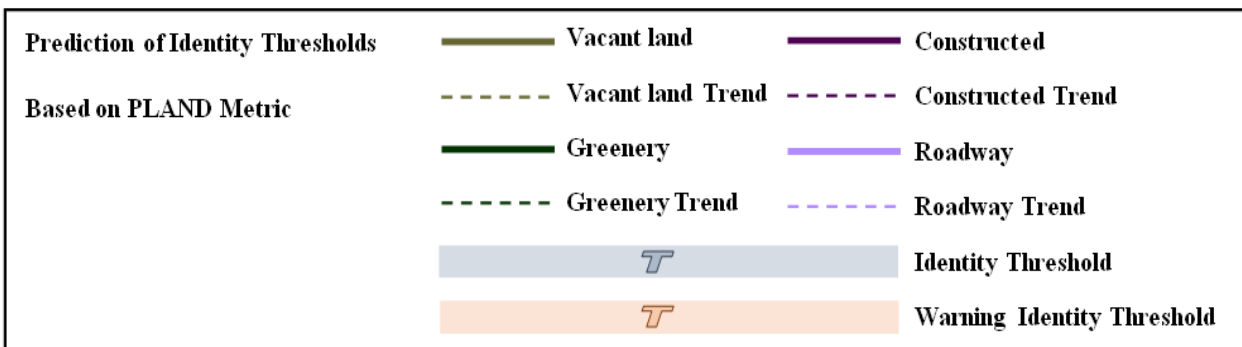 Prediction of Identity Thresholds
Based on PLAND Metric
Vacant land
Constructed
Vacant land Trend
Constructed Trend
Greenery
Roadway
Greenery Trend
Roadway Trend
T
Identity Threshold
T
Warning Identity Threshold